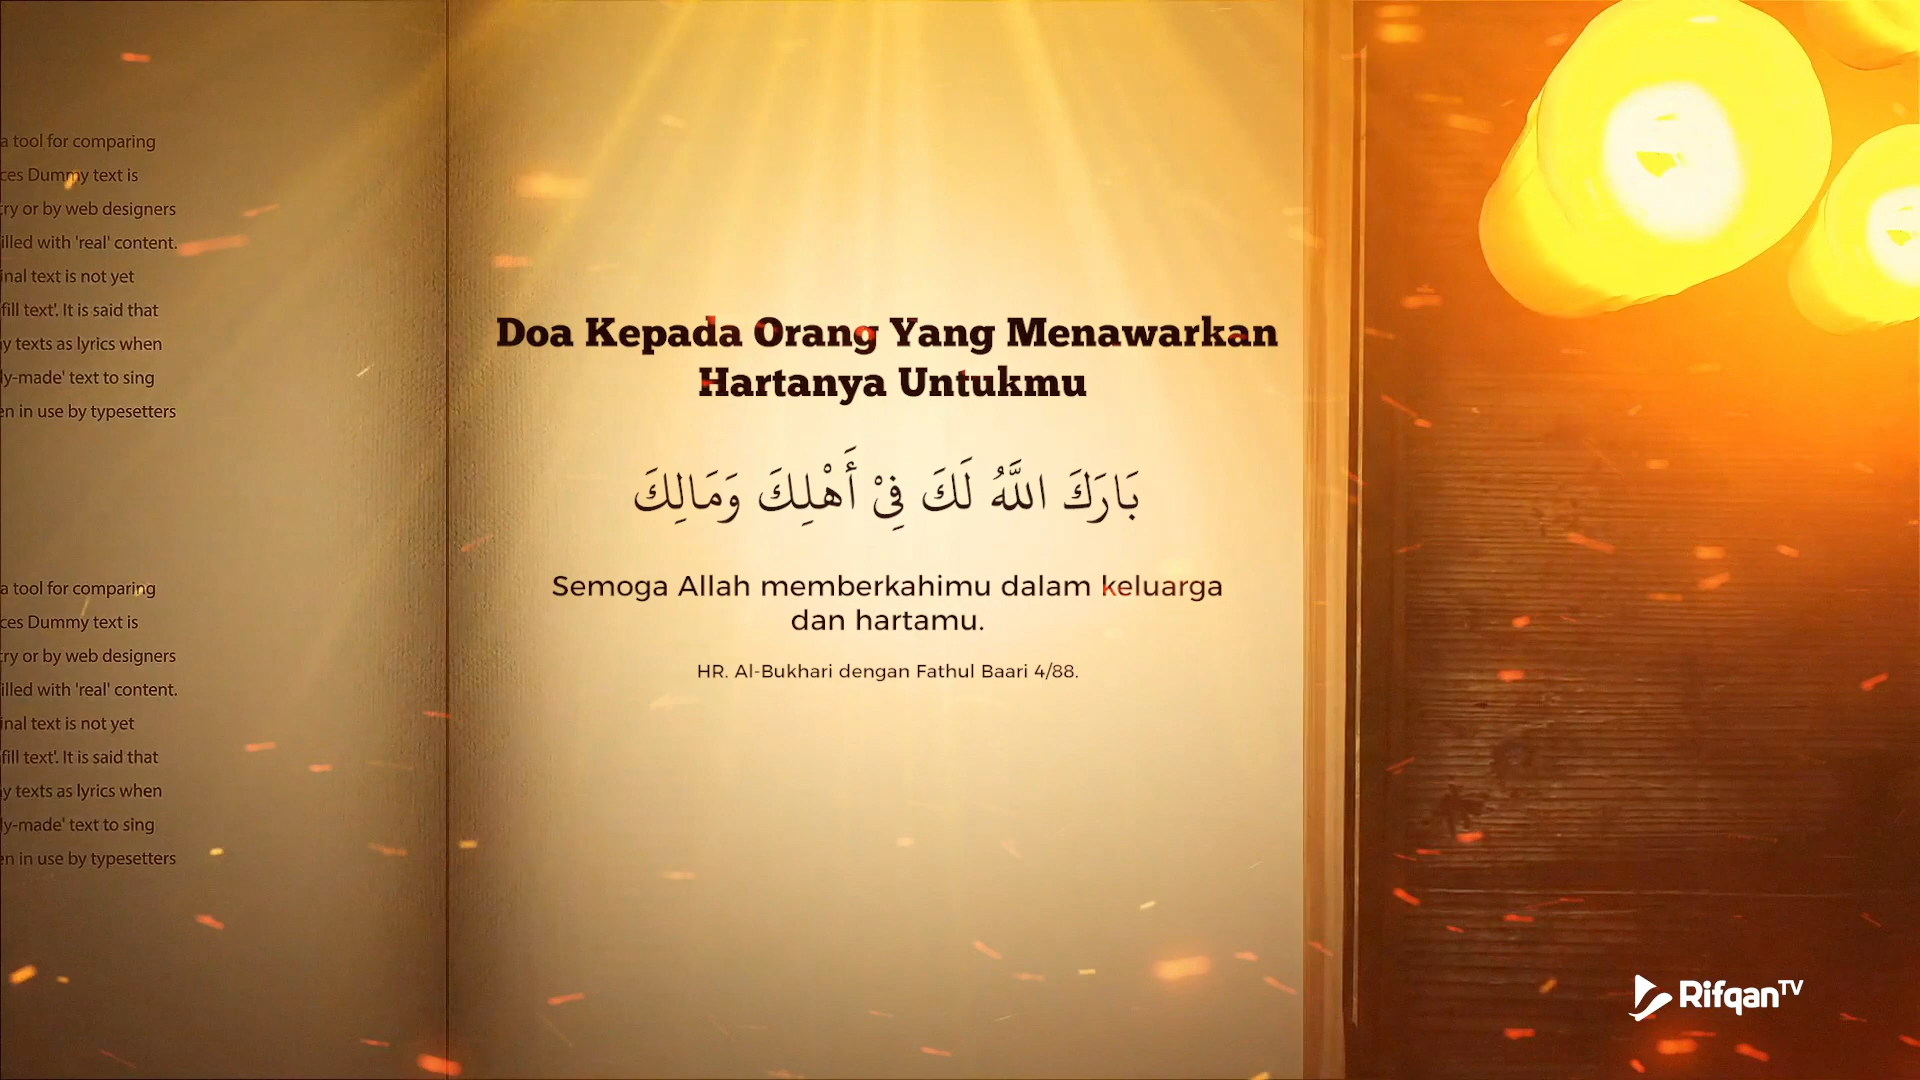 a tool for comparing
ces Dummy text is
try or by web designers
illed with 'real' content.
inal text is not yet
fill text'. It is said that
y texts as lyrics when
ly-made' text to sing
en in use by typesetters
a tool for comparing
ces Dummy text is
try or by web designers
illed with 'real' content.
inal text is not yet
fill text'. It is said that
y texts as lyrics when
ly-made' text to sing
en in use by typesetters
Doa Kepada Orang Yang Menawarkan
Hartanya Untukmu
بَارَكَ اللَّهُ لَكَ فِيْ أَهْلِكَ وَمَالِكَ
Semoga Allah memberkahimu dalam keluarga
dan hartamu.
HR. Al-Bukhari dengan Fathul Baari 4/88.
RifqanTV